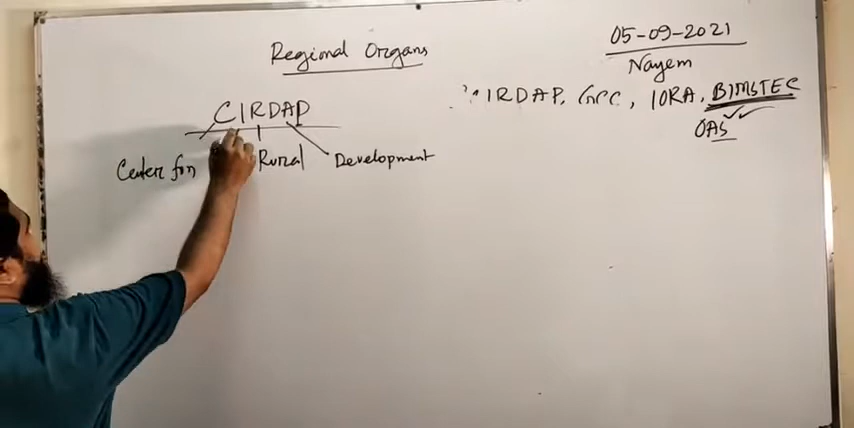 05-09-2021
Regional Organs
Nayem
IRDAP, GCC, IORA, BIMSTEC
CIRDAP
OAS
Center for Rural Development